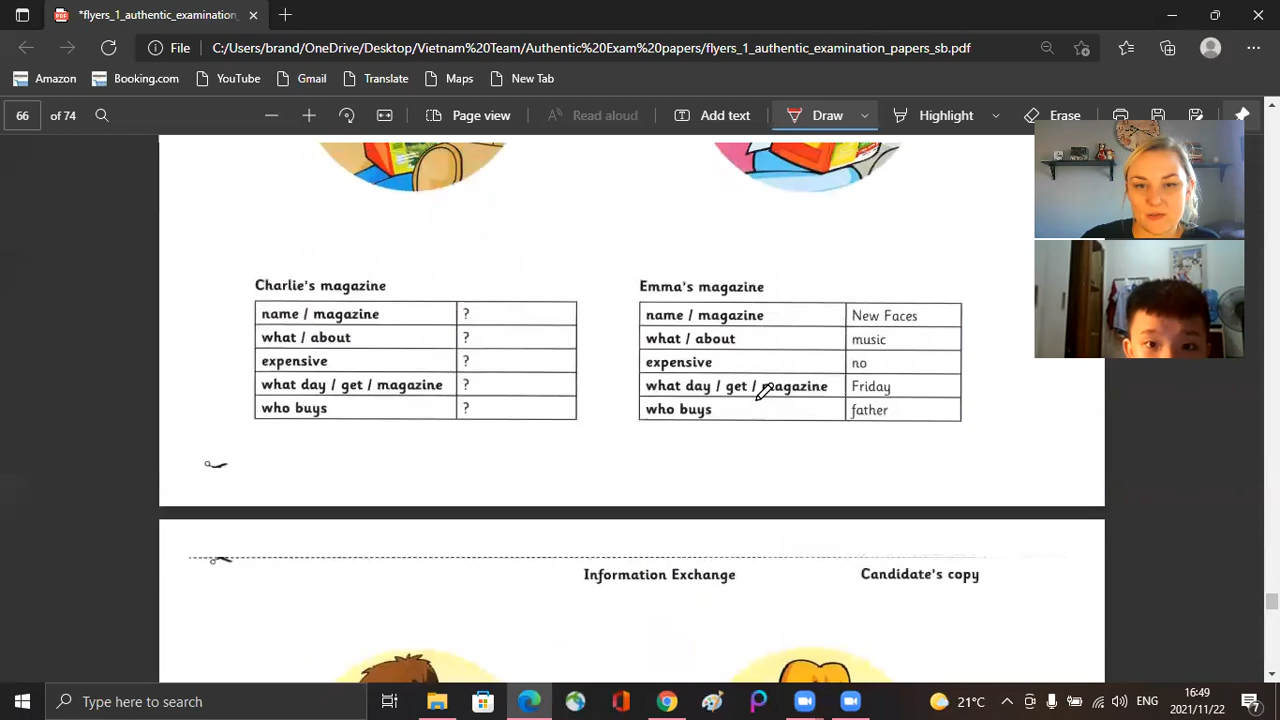 *flyers_1_authentic_examination_
File C:/Users/brand/OneDrive/Desktop/Vietnam%20Team/Authentic%20Exam%20papers/flyers_1_authentic_examination_papers_sb.pdf
Amazon Booking.com YouTube Gmail Translate Maps New Tab
66 of 74 Page view Read aloud Add text Draw Highlight Erase
Charlie's magazine
name / magazine ?
what / about ?
expensive ?
what day / get / magazine ?
who buys ?
Emma's magazine
name / magazine New Faces
what / about music
expensive no
what day / get / magazine Friday
who buys father
Information Exchange Candidate's copy
Type here to search 21°C ENG 16:49
2021/11/22 7